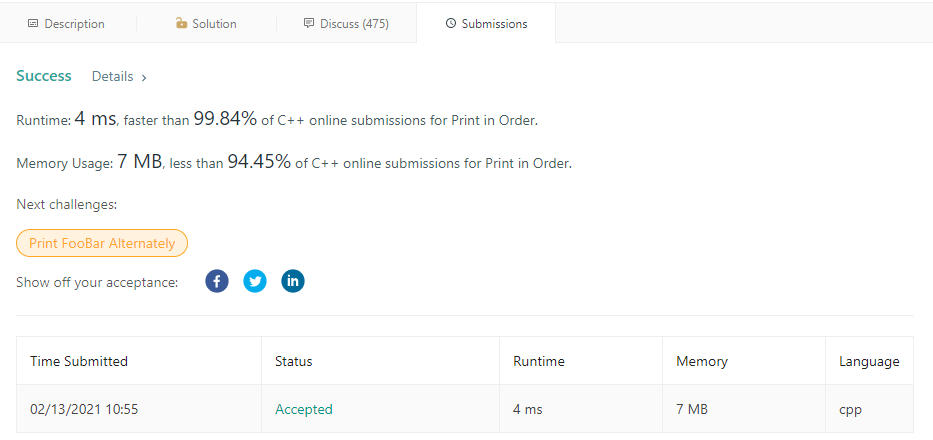 Description Solution Discuss (475) Submissions
Success Details ›
Runtime: 4 ms, faster than 99.84% of C++ online submissions for Print in Order.
Memory Usage: 7 MB, less than 94.45% of C++ online submissions for Print in Order.
Next challenges:
Print FooBar Alternately
Show off your acceptance: f in
Time Submitted Status Runtime Memory Language
02/13/2021 10:55 Accepted 4 ms 7 MB cpp